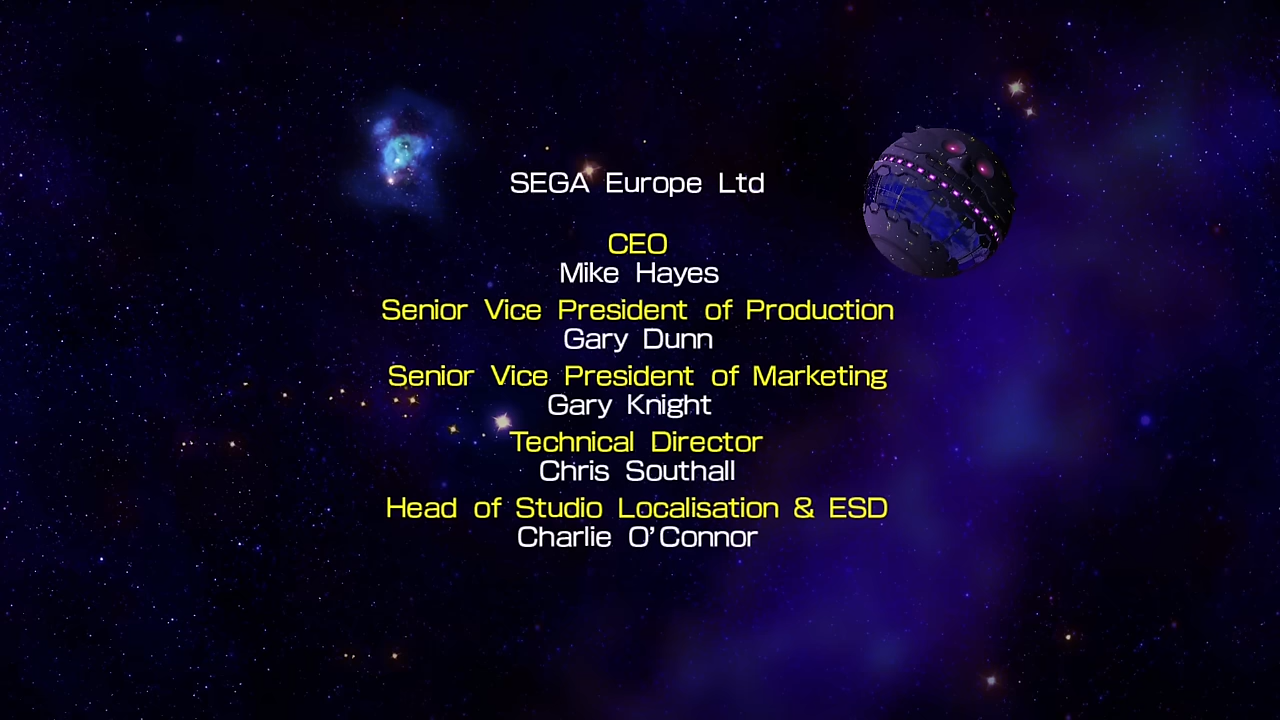 SEGA Europe Ltd
CEO
Mike Hayes
Senior Vice President of Production
Gary Dunn
Senior Vice President of Marketing
Gary Knight
Technical Director
Chris Southall
Head of Studio Localisation & ESD
Charlie O'Connor